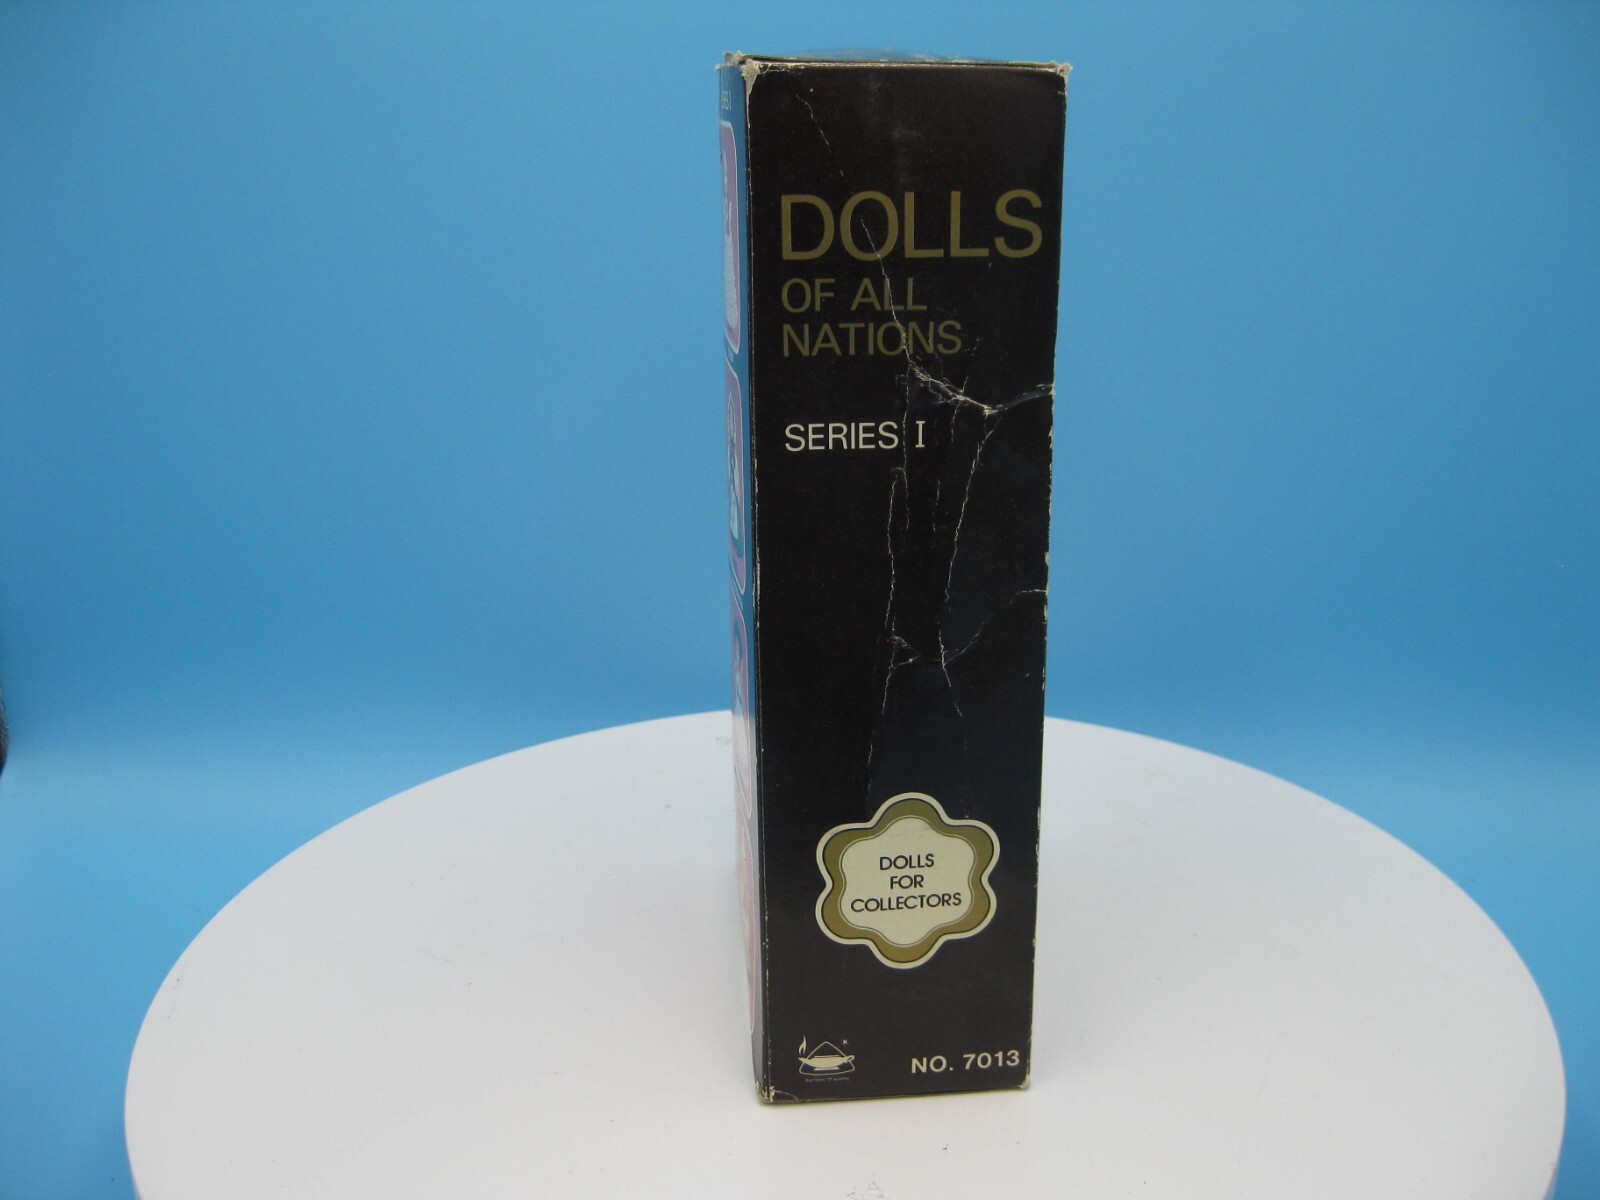 DOLLS
OF ALL
NATIONS
SERIES I
DOLLS
FOR
COLLECTORS
NO. 7013